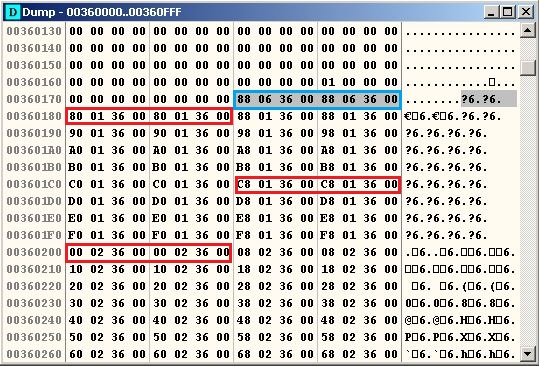 D Dump - 00360000..00360FFF
00360130 00 00 00 00 00 00 00 00 00 00 00 00 00 00 00 00 ................
00360140 00 00 00 00 00 00 00 00 00 00 00 00 00 00 00 00 ................
00360150 00 00 00 00 00 00 00 00 00 00 00 00 00 00 00 00 ................
00360160 00 00 00 00 00 00 00 00 00 00 00 00 01 00 00 00 ............□...
00360170 00 00 00 00 00 00 00 00 88 06 36 00 88 06 36 00 ........?6.?6.
00360180 80 01 36 00 80 01 36 00 88 01 36 00 88 01 36 00 €□6.€□6.?6.?6.
00360190 90 01 36 00 90 01 36 00 98 01 36 00 98 01 36 00 ?6.?6.?6.?6.
003601A0 A0 01 36 00 A0 01 36 00 A8 01 36 00 A8 01 36 00 ?6.?6.?6.?6.
003601B0 B0 01 36 00 B0 01 36 00 B8 01 36 00 B8 01 36 00 ?6.?6.?6.?6.
003601C0 C0 01 36 00 C0 01 36 00 C8 01 36 00 C8 01 36 00 ?6.?6.?6.?6.
003601D0 D0 01 36 00 D0 01 36 00 D8 01 36 00 D8 01 36 00 ?6.?6.?6.?6.
003601E0 E0 01 36 00 E0 01 36 00 E8 01 36 00 E8 01 36 00 ?6.?6.?6.?6.
003601F0 F0 01 36 00 F0 01 36 00 F8 01 36 00 F8 01 36 00 ?6.?6.?6.?6.
00360200 00 02 36 00 00 02 36 00 08 02 36 00 08 02 36 00 .□6..□6.□□6.□□6.
00360210 10 02 36 00 10 02 36 00 18 02 36 00 18 02 36 00 □□6.□□6.□□6.□□6.
00360220 20 02 36 00 20 02 36 00 28 02 36 00 28 02 36 00  □6. □6.(□6.(□6.
00360230 30 02 36 00 30 02 36 00 38 02 36 00 38 02 36 00 0□6.0□6.8□6.8□6.
00360240 40 02 36 00 40 02 36 00 48 02 36 00 48 02 36 00 @□6.@□6.H□6.H□6.
00360250 50 02 36 00 50 02 36 00 58 02 36 00 58 02 36 00 P□6.P□6.X□6.X□6.
00360260 60 02 36 00 60 02 36 00 68 02 36 00 68 02 36 00 `□6.`□6.h□6.h□6.